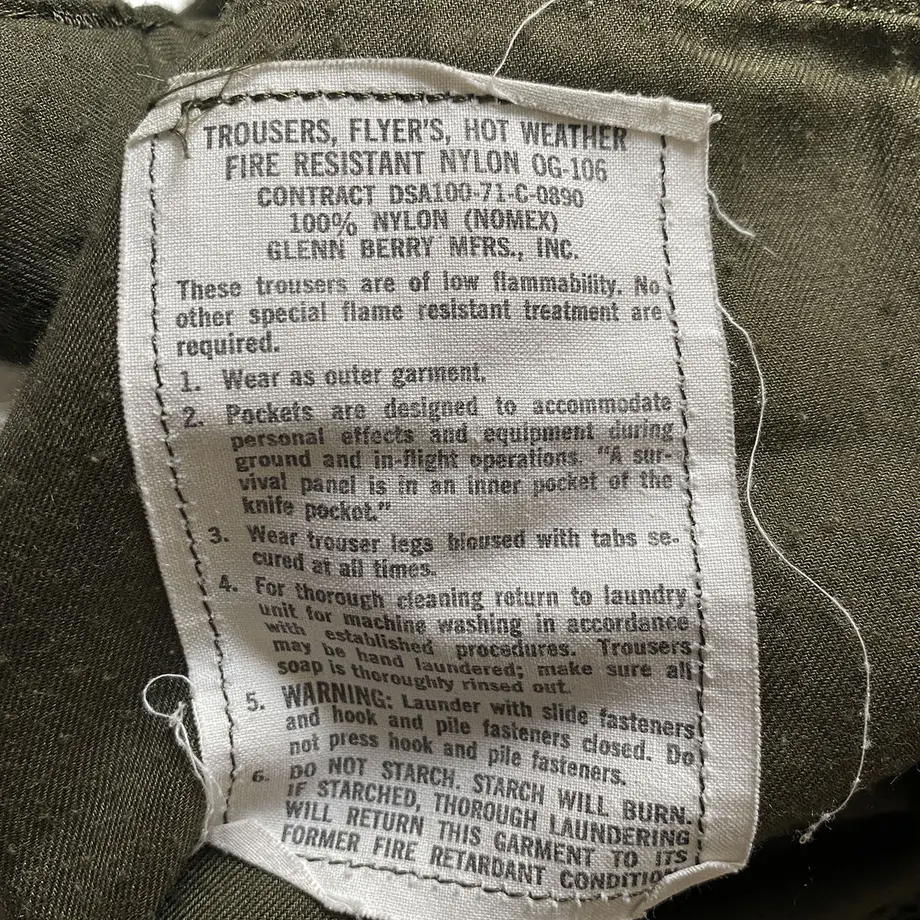 TROUSERS, FLYER'S, HOT WEATHER
FIRE RESISTANT NYLON OG-106
CONTRACT DSA100-71-C-0890
100% NYLON (NOMEX)
GLENN BERRY MFRS., INC.
These trousers are of low flammability. No
other special flame resistant treatment are
required.
1. Wear as outer garment.
2. Pockets are designed to accommodate
personal effects and equipment during
ground and in-flight operations. "A sur-
vival panel is in an inner pocket of the
knife pocket."
3. Wear trouser legs bloused with tabs se-
cured at all times.
4. For thorough cleaning return to laundry
unit for machine washing in accordance
with established procedures. Trousers
may be hand laundered; make sure all
soap is thoroughly rinsed out.
5. WARNING: Launder with slide fasteners
and hook and pile fasteners closed. Do
not press hook and pile fasteners.
6. DO NOT STARCH. STARCH WILL BURN.
IF STARCHED, THOROUGH LAUNDERING
WILL RETURN THIS GARMENT TO ITS
FORMER FIRE RETARDANT CONDITION